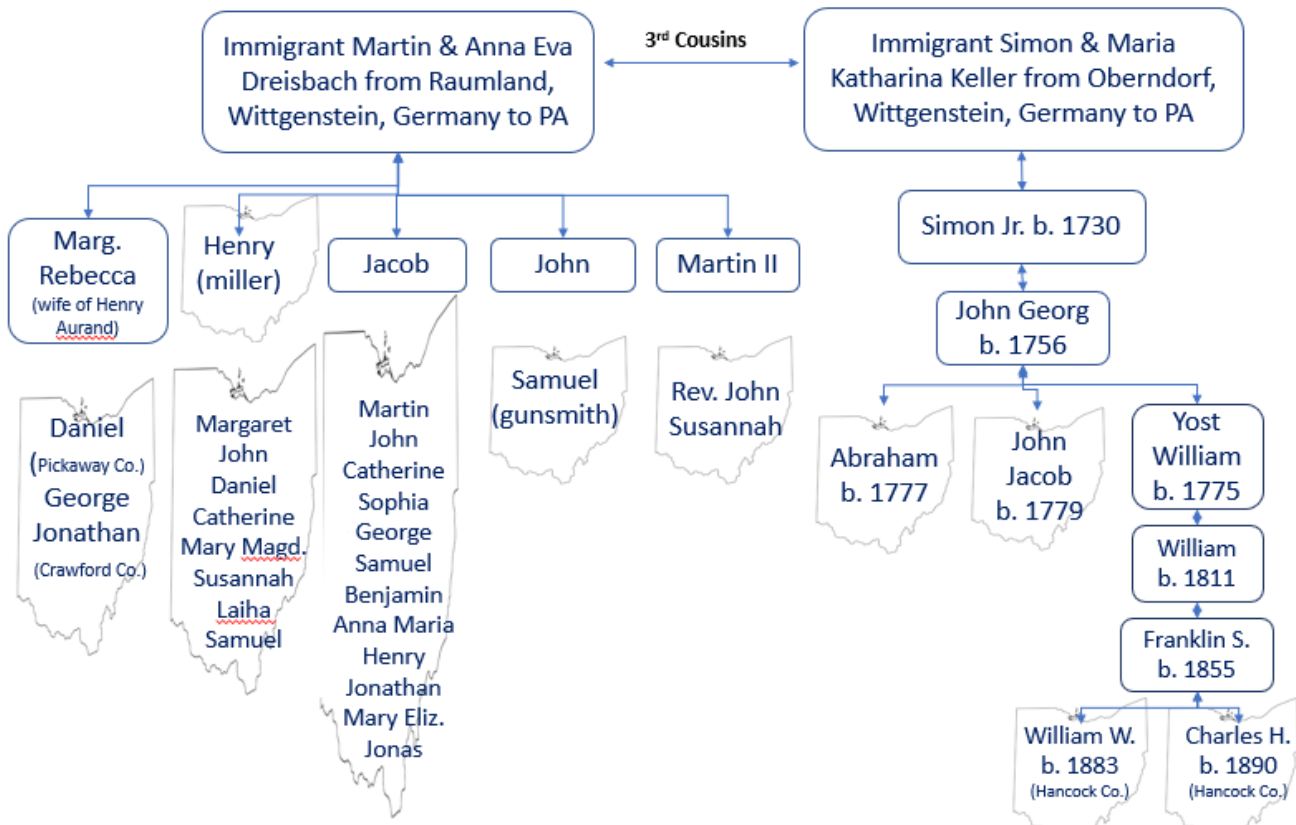 Immigrant Martin & Anna Eva
Dreisbach from Raumland,
Wittgenstein, Germany to PA
3rd Cousins
Immigrant Simon & Maria
Katharina Keller from Oberndorf,
Wittgenstein, Germany to PA
Marg.
Rebecca
(wife of Henry
Aurand)
Henry
(miller)
Jacob
John
Martin II
Daniel
(Pickaway Co.)
George
Jonathan
(Crawford Co.)
Margaret
John
Daniel
Catherine
Mary Magd.
Susannah
Laiha
Samuel
Martin
John
Catherine
Sophia
George
Samuel
Benjamin
Anna Maria
Henry
Jonathan
Mary Eliz.
Jonas
Samuel
(gunsmith)
Rev. John
Susannah
Simon Jr. b. 1730
John Georg
b. 1756
Abraham
b. 1777
John
Jacob
b. 1779
Yost
William
b. 1775
William
b. 1811
Franklin S.
b. 1855
William W.
b. 1883
(Hancock Co.)
Charles H.
b. 1890
(Hancock Co.)